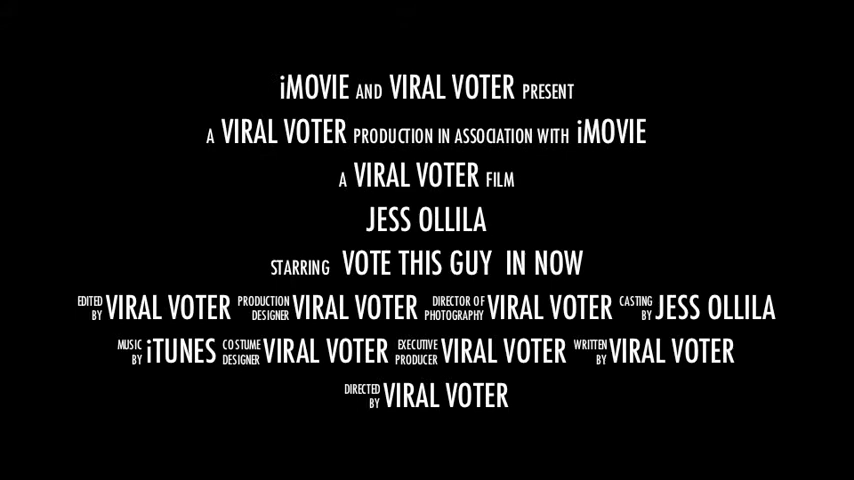 iMOVIE AND VIRAL VOTER PRESENT
A VIRAL VOTER PRODUCTION IN ASSOCIATION WITH iMOVIE
A VIRAL VOTER FILM
JESS OLLILA
STARRING VOTE THIS GUY IN NOW
EDITED BY VIRAL VOTER PRODUCTION DESIGNER VIRAL VOTER DIRECTOR OF PHOTOGRAPHY VIRAL VOTER CASTING BY JESS OLLILA
MUSIC BY iTUNES COSTUME DESIGNER VIRAL VOTER EXECUTIVE PRODUCER VIRAL VOTER WRITTEN BY VIRAL VOTER
DIRECTED BY VIRAL VOTER